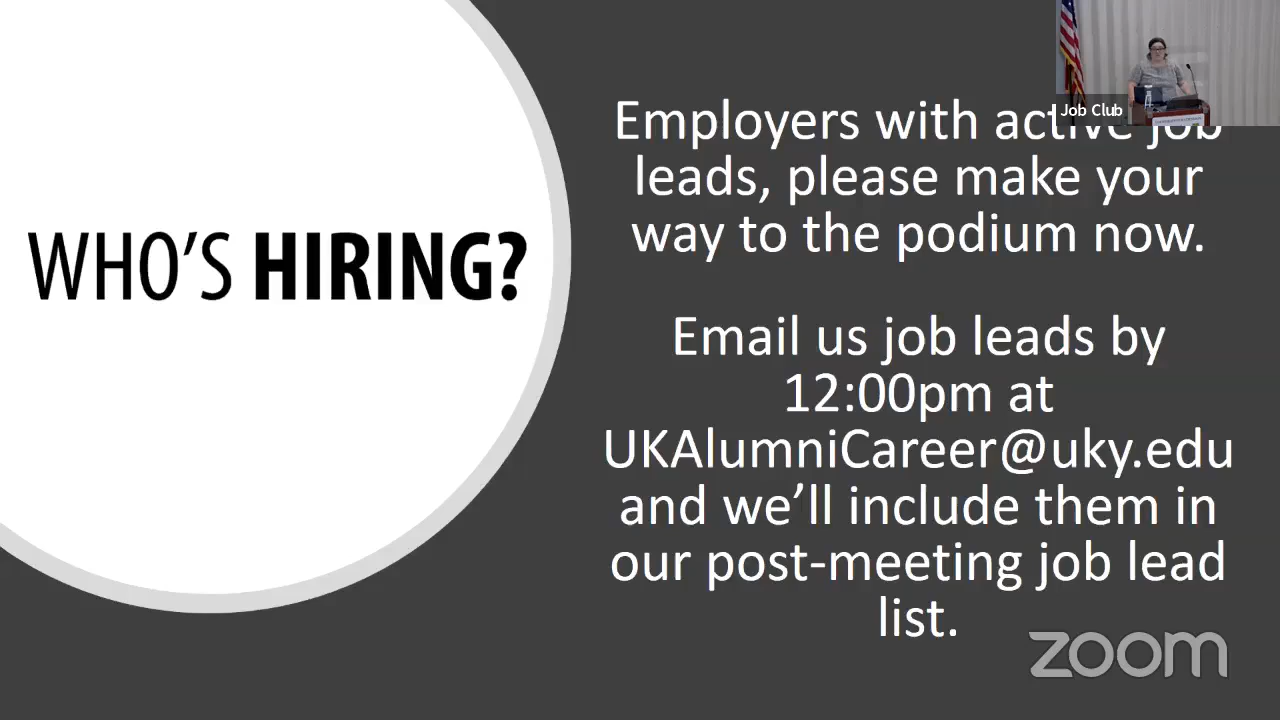 WHO'S HIRING?
Employers with active job
leads, please make your
way to the podium now.
Email us job leads by
12:00pm at
UKAlumniCareer@uky.edu
and we’ll include them in
our post-meeting job lead
list.
Job Club
zoom